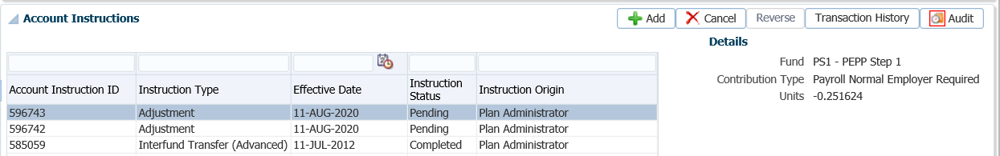 Account Instructions
Add Cancel Reverse Transaction History Audit
Details
Fund PS1 - PEPP Step 1
Contribution Type Payroll Normal Employer Required
Units -0.251624
Account Instruction ID Instruction Type Effective Date Instruction Status Instruction Origin
596743 Adjustment 11-AUG-2020 Pending Plan Administrator
596742 Adjustment 11-AUG-2020 Pending Plan Administrator
585059 Interfund Transfer (Advanced) 11-JUL-2012 Completed Plan Administrator